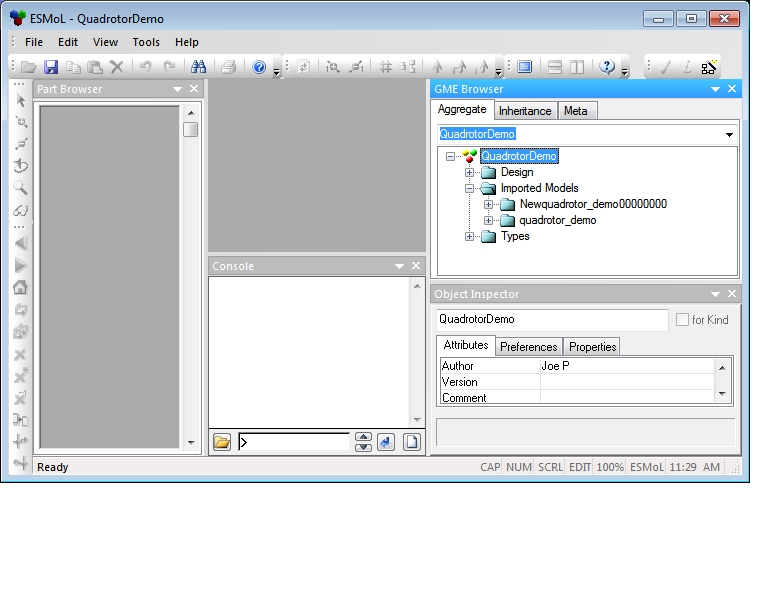 ESMoL - QuadrotorDemo
File Edit View Tools Help
Part Browser
GME Browser
Aggregate Inheritance Meta
QuadrotorDemo
QuadrotorDemo
Design
Imported Models
Newquadrotor_demo00000000
quadrotor_demo
Types
Console
>
Object Inspector
QuadrotorDemo for Kind
Attributes Preferences Properties
Author Joe P
Version
Comment
Ready CAP NUM SCRL EDIT 100% ESMoL 11:29 AM